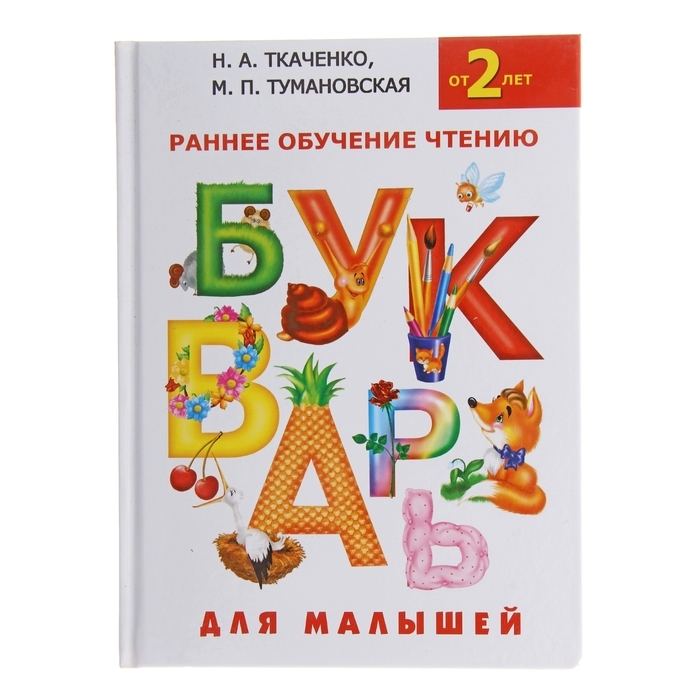 Н. А. ТКАЧЕНКО,
М. П. ТУМАНОВСКАЯ
ОТ 2 ЛЕТ
РАННЕЕ ОБУЧЕНИЕ ЧТЕНИЮ
БУК
ВАРЬ
ДЛЯ МАЛЫШЕЙ